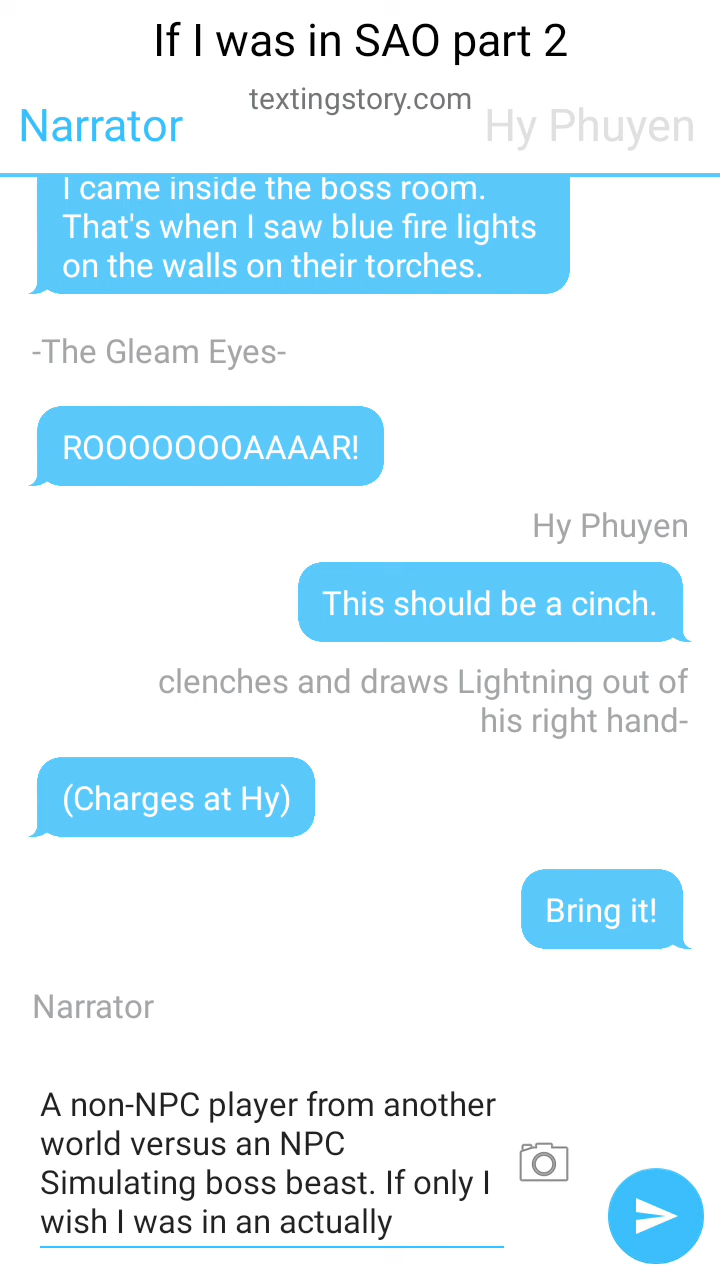 If I was in SAO part 2
textingstory.com
Narrator
Hy Phuyen
I came inside the boss room.
That's when I saw blue fire lights
on the walls on their torches.
-The Gleam Eyes-
ROOOOOOOAAAAR!
Hy Phuyen
This should be a cinch.
clenches and draws Lightning out of
his right hand-
(Charges at Hy)
Bring it!
Narrator
A non-NPC player from another
world versus an NPC
Simulating boss beast. If only I
wish I was in an actually